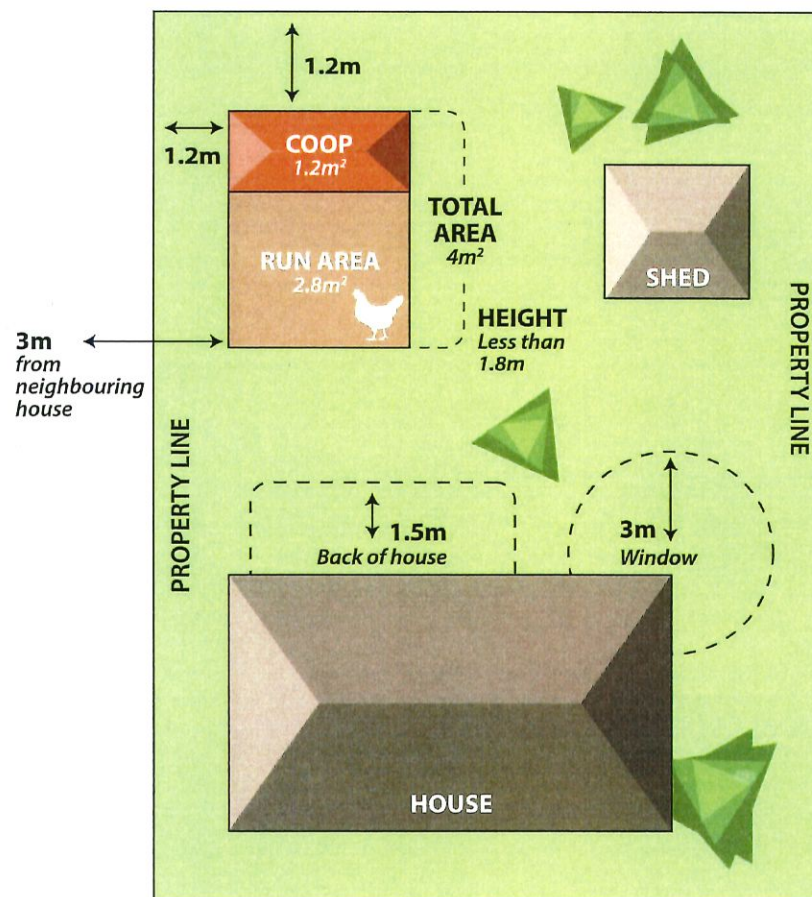 1.2m
1.2m
COOP
1.2m²
TOTAL
AREA
4m²
RUN AREA
2.8m²
SHED
HEIGHT
Less than
1.8m
3m
from
neighbouring
house
PROPERTY LINE
PROPERTY LINE
1.5m
Back of house
3m
Window
HOUSE